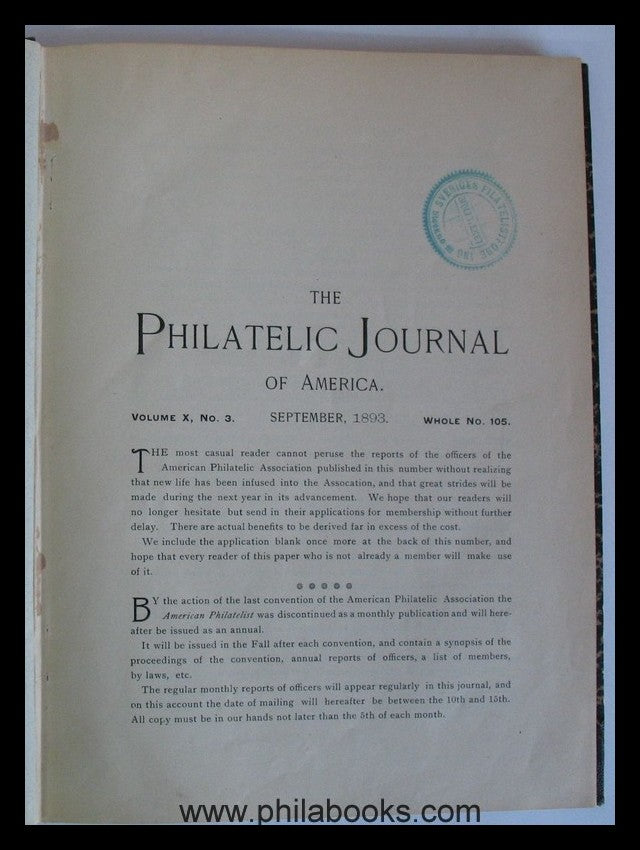 SVERIGES FILATELISTFÖRENING
THE
PHILATELIC JOURNAL
OF AMERICA.
VOLUME X, NO. 3. SEPTEMBER, 1893. WHOLE NO. 105.
THE most casual reader cannot peruse the reports of the officers of the
American Philatelic Association published in this number without realizing
that new life has been infused into the Assocation, and that great strides will be
made during the next year in its advancement. We hope that our readers will
no longer hesitate but send in their applications for membership without further
delay. There are actual benefits to be derived far in excess of the cost.
We include the application blank once more at the back of this number, and
hope that every reader of this paper who is not already a member will make use
of it.
BY the action of the last convention of the American Philatelic Association the
American Philatelist was discontinued as a monthly publication and will here-
after be issued as an annual.
It will be issued in the Fall after each convention, and contain a synopsis of the
proceedings of the convention, annual reports of officers, a list of members,
by laws, etc.
The regular monthly reports of officers will appear regularly in this journal, and
on this account the date of mailing will hereafter be between the 10th and 15th.
All copy must be in our hands not later than the 5th of each month.
www.philabooks.com